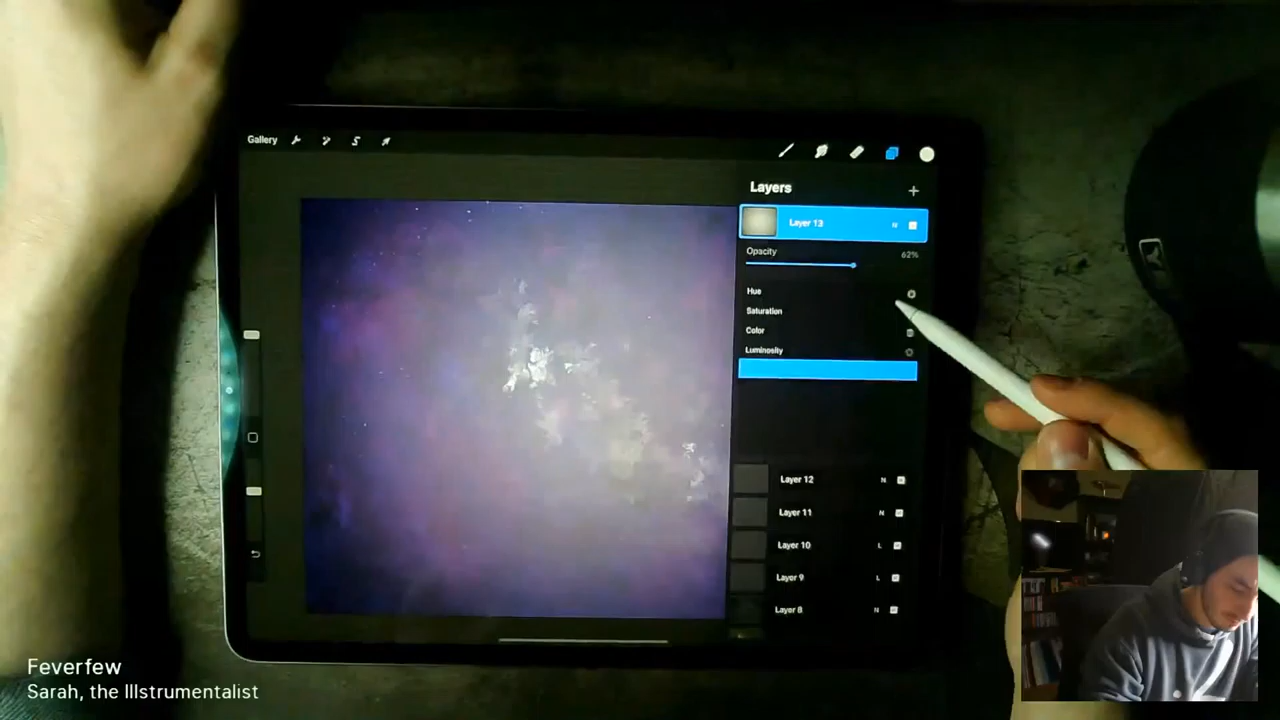 Gallery
Layers
Layer 13
N
Opacity
62%
Hue
Saturation
Color
Luminosity
Layer 12
N
Layer 11
N
Layer 10
L
Layer 9
L
Layer 8
N
Feverfew
Sarah, the Illstrumentalist